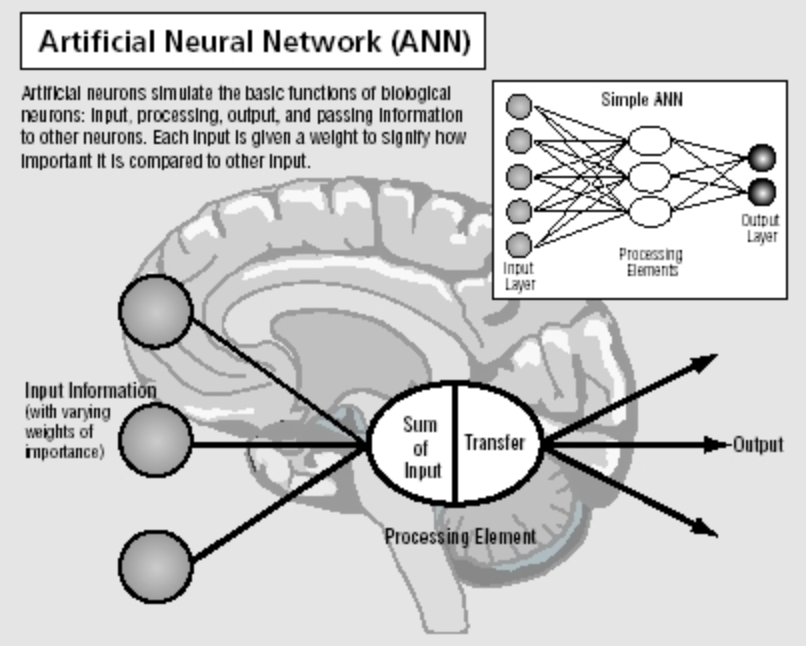 Artificial Neural Network (ANN)
Artificial neurons simulate the basic functions of biological
neurons: input, processing, output, and passing information
to other neurons. Each input is given a weight to signify how
important it is compared to other input.
Simple ANN
Input
Layer
Processing
Elements
Output
Layer
Input Information
(with varying
weights of
importance)
Sum
of
Input
Transfer
Output
Processing Element